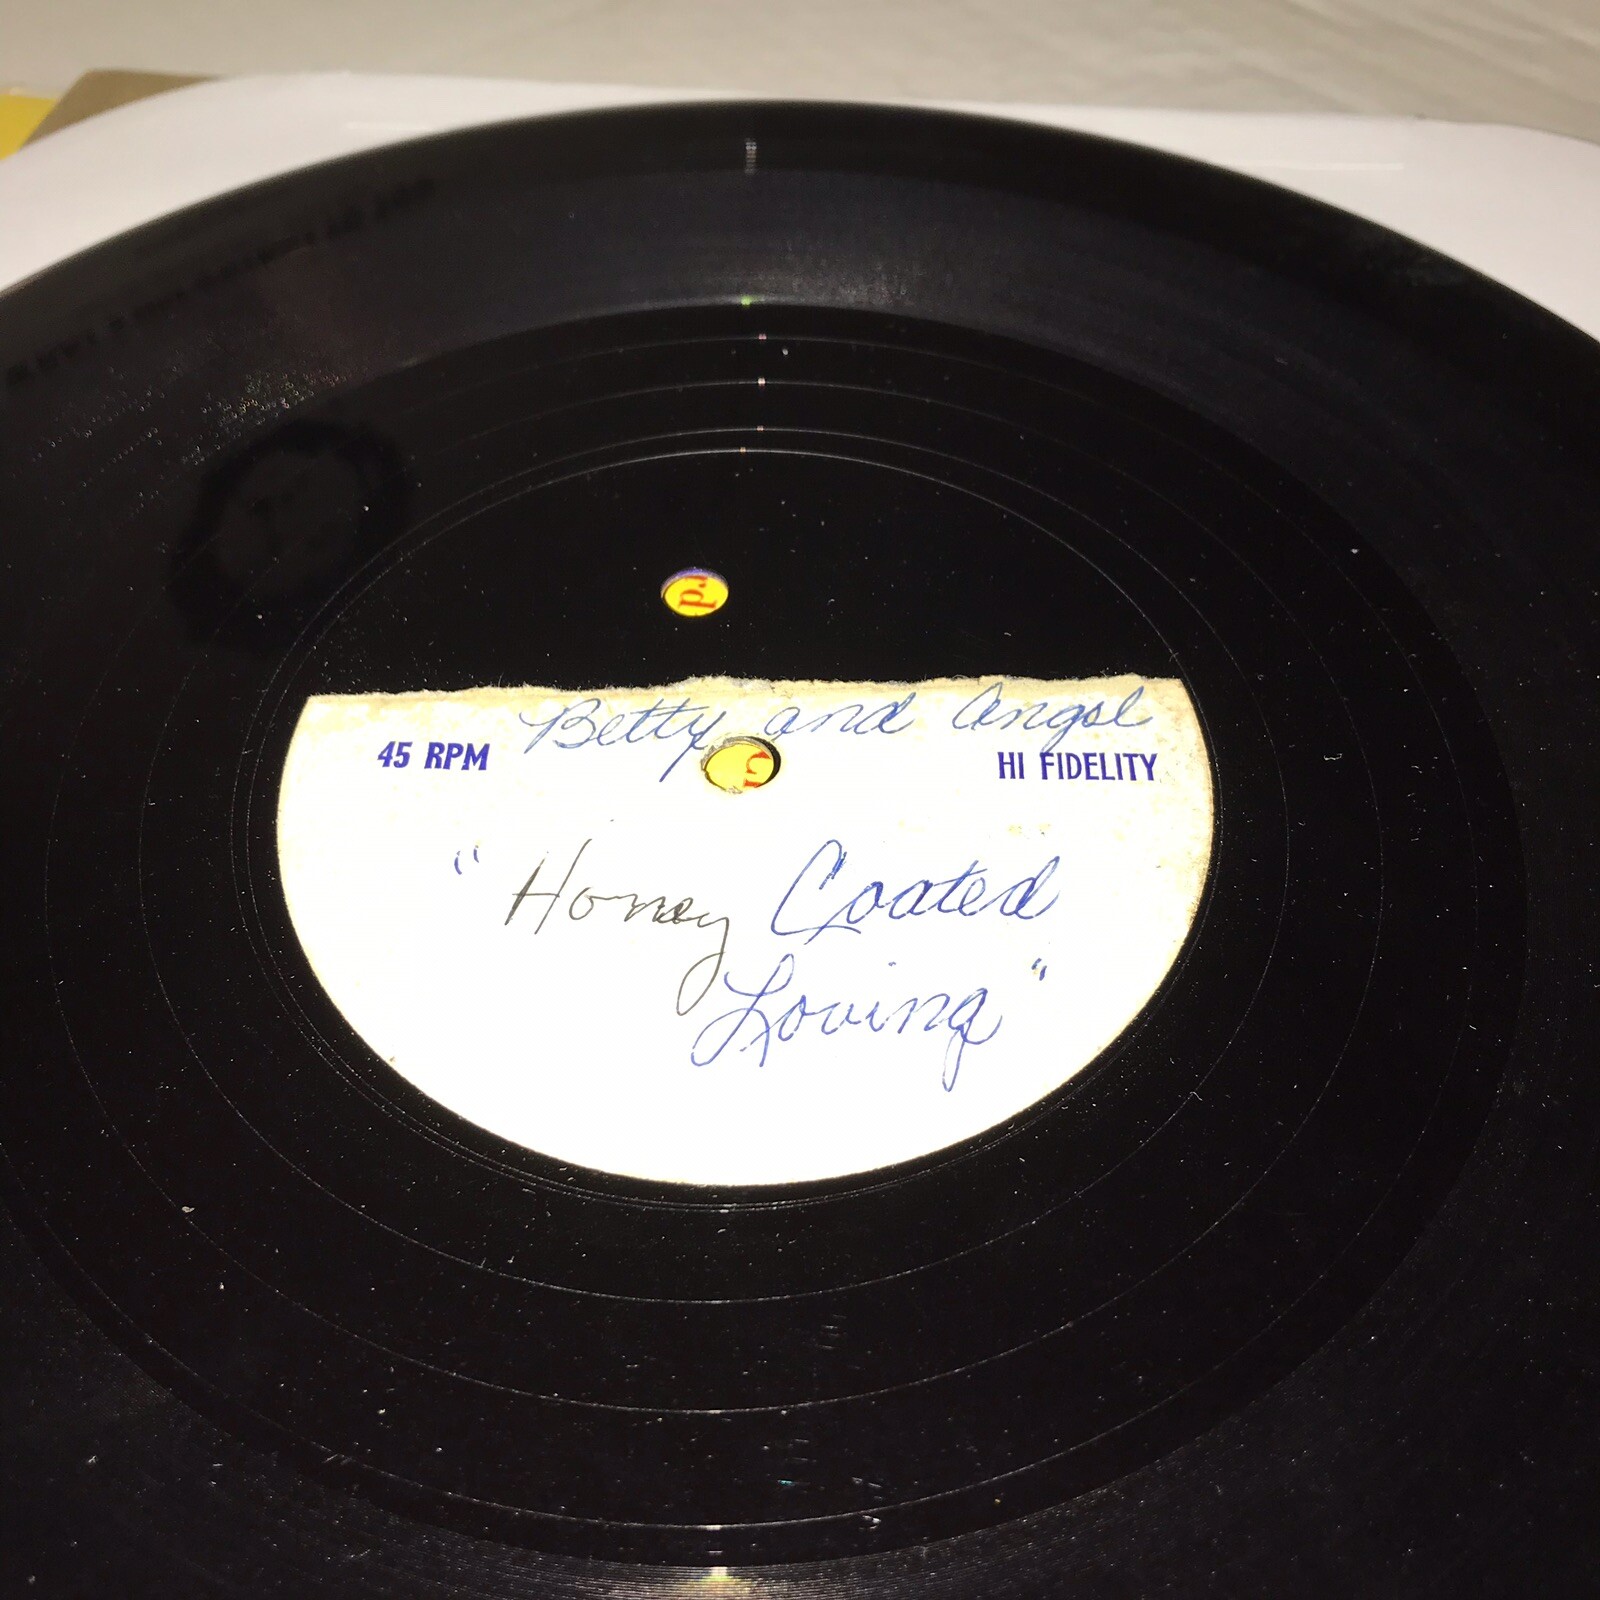 Betty and Angel
45 RPM HI FIDELITY
"Honey Coated
Loving"